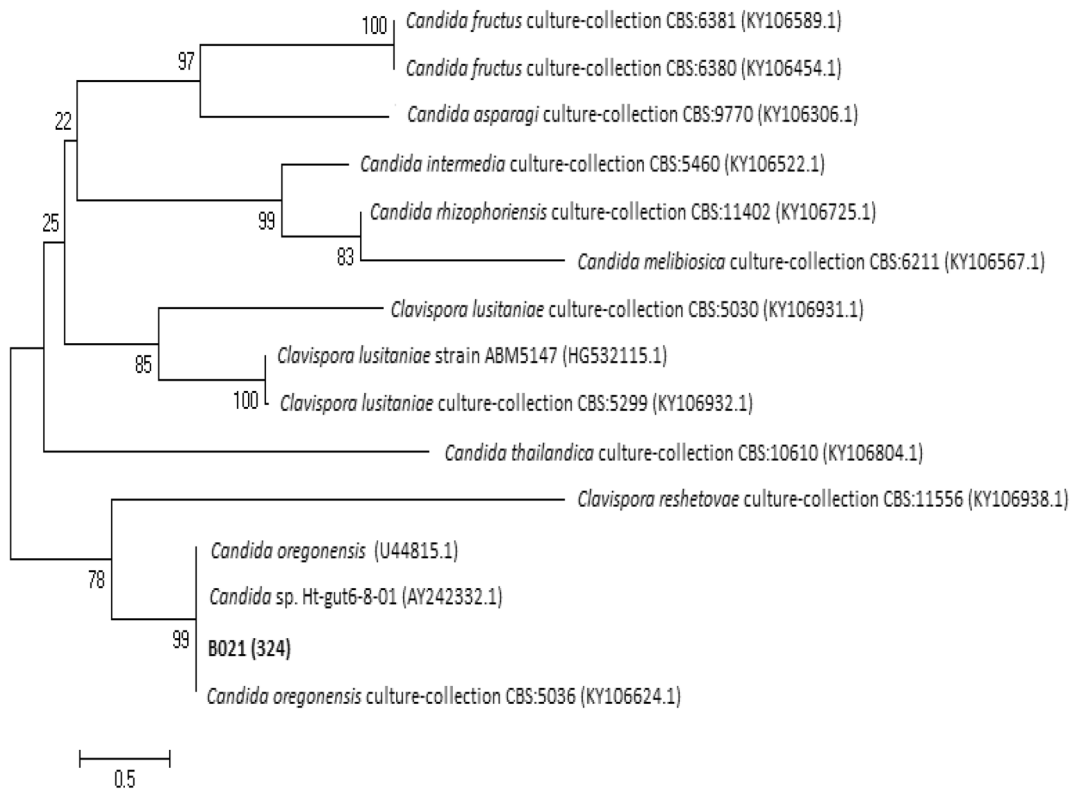 Candida fructus culture-collection CBS:6381 (KY106589.1)
100
Candida fructus culture-collection CBS:6380 (KY106454.1)
97
Candida asparagi culture-collection CBS:9770 (KY106306.1)
22
Candida intermedia culture-collection CBS:5460 (KY106522.1)
Candida rhizophoriensis culture-collection CBS:11402 (KY106725.1)
99
25
83
Candida melibiosica culture-collection CBS:6211 (KY106567.1)
Clavispora lusitaniae culture-collection CBS:5030 (KY106931.1)
Clavispora lusitaniae strain ABM5147 (HG532115.1)
85
100
Clavispora lusitaniae culture-collection CBS:5299 (KY106932.1)
Candida thailandica culture-collection CBS:10610 (KY106804.1)
Clavispora reshetovae culture-collection CBS:11556 (KY106938.1)
Candida oregonensis (U44815.1)
78
Candida sp. Ht-gut6-8-01 (AY242332.1)
99
B021 (324)
Candida oregonensis culture-collection CBS:5036 (KY106624.1)
0.5